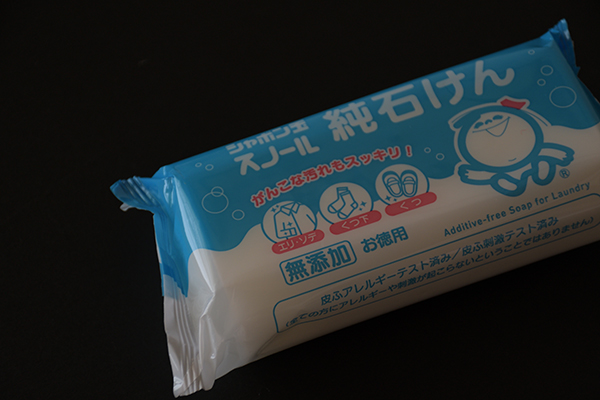 シャボン玉
スノール
純石けん
がんこな汚れもスッキリ！
エリ・ソデ
くつ下
くつ
無添加
お徳用
®
Additive-free Soap for Laundry
皮ふアレルギーテスト済み／皮ふ刺激テスト済み
(全ての方にアレルギーや刺激が起こらないということではありません)